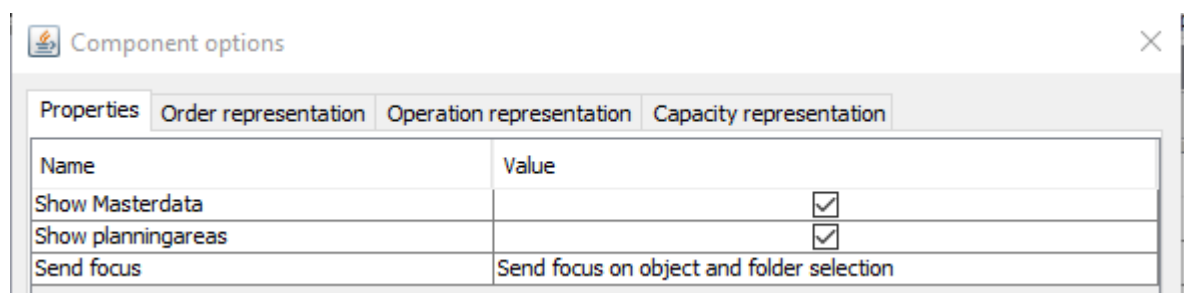 Component options
Properties Order representation Operation representation Capacity representation
Name Value
Show Masterdata
Show planningareas
Send focus Send focus on object and folder selection